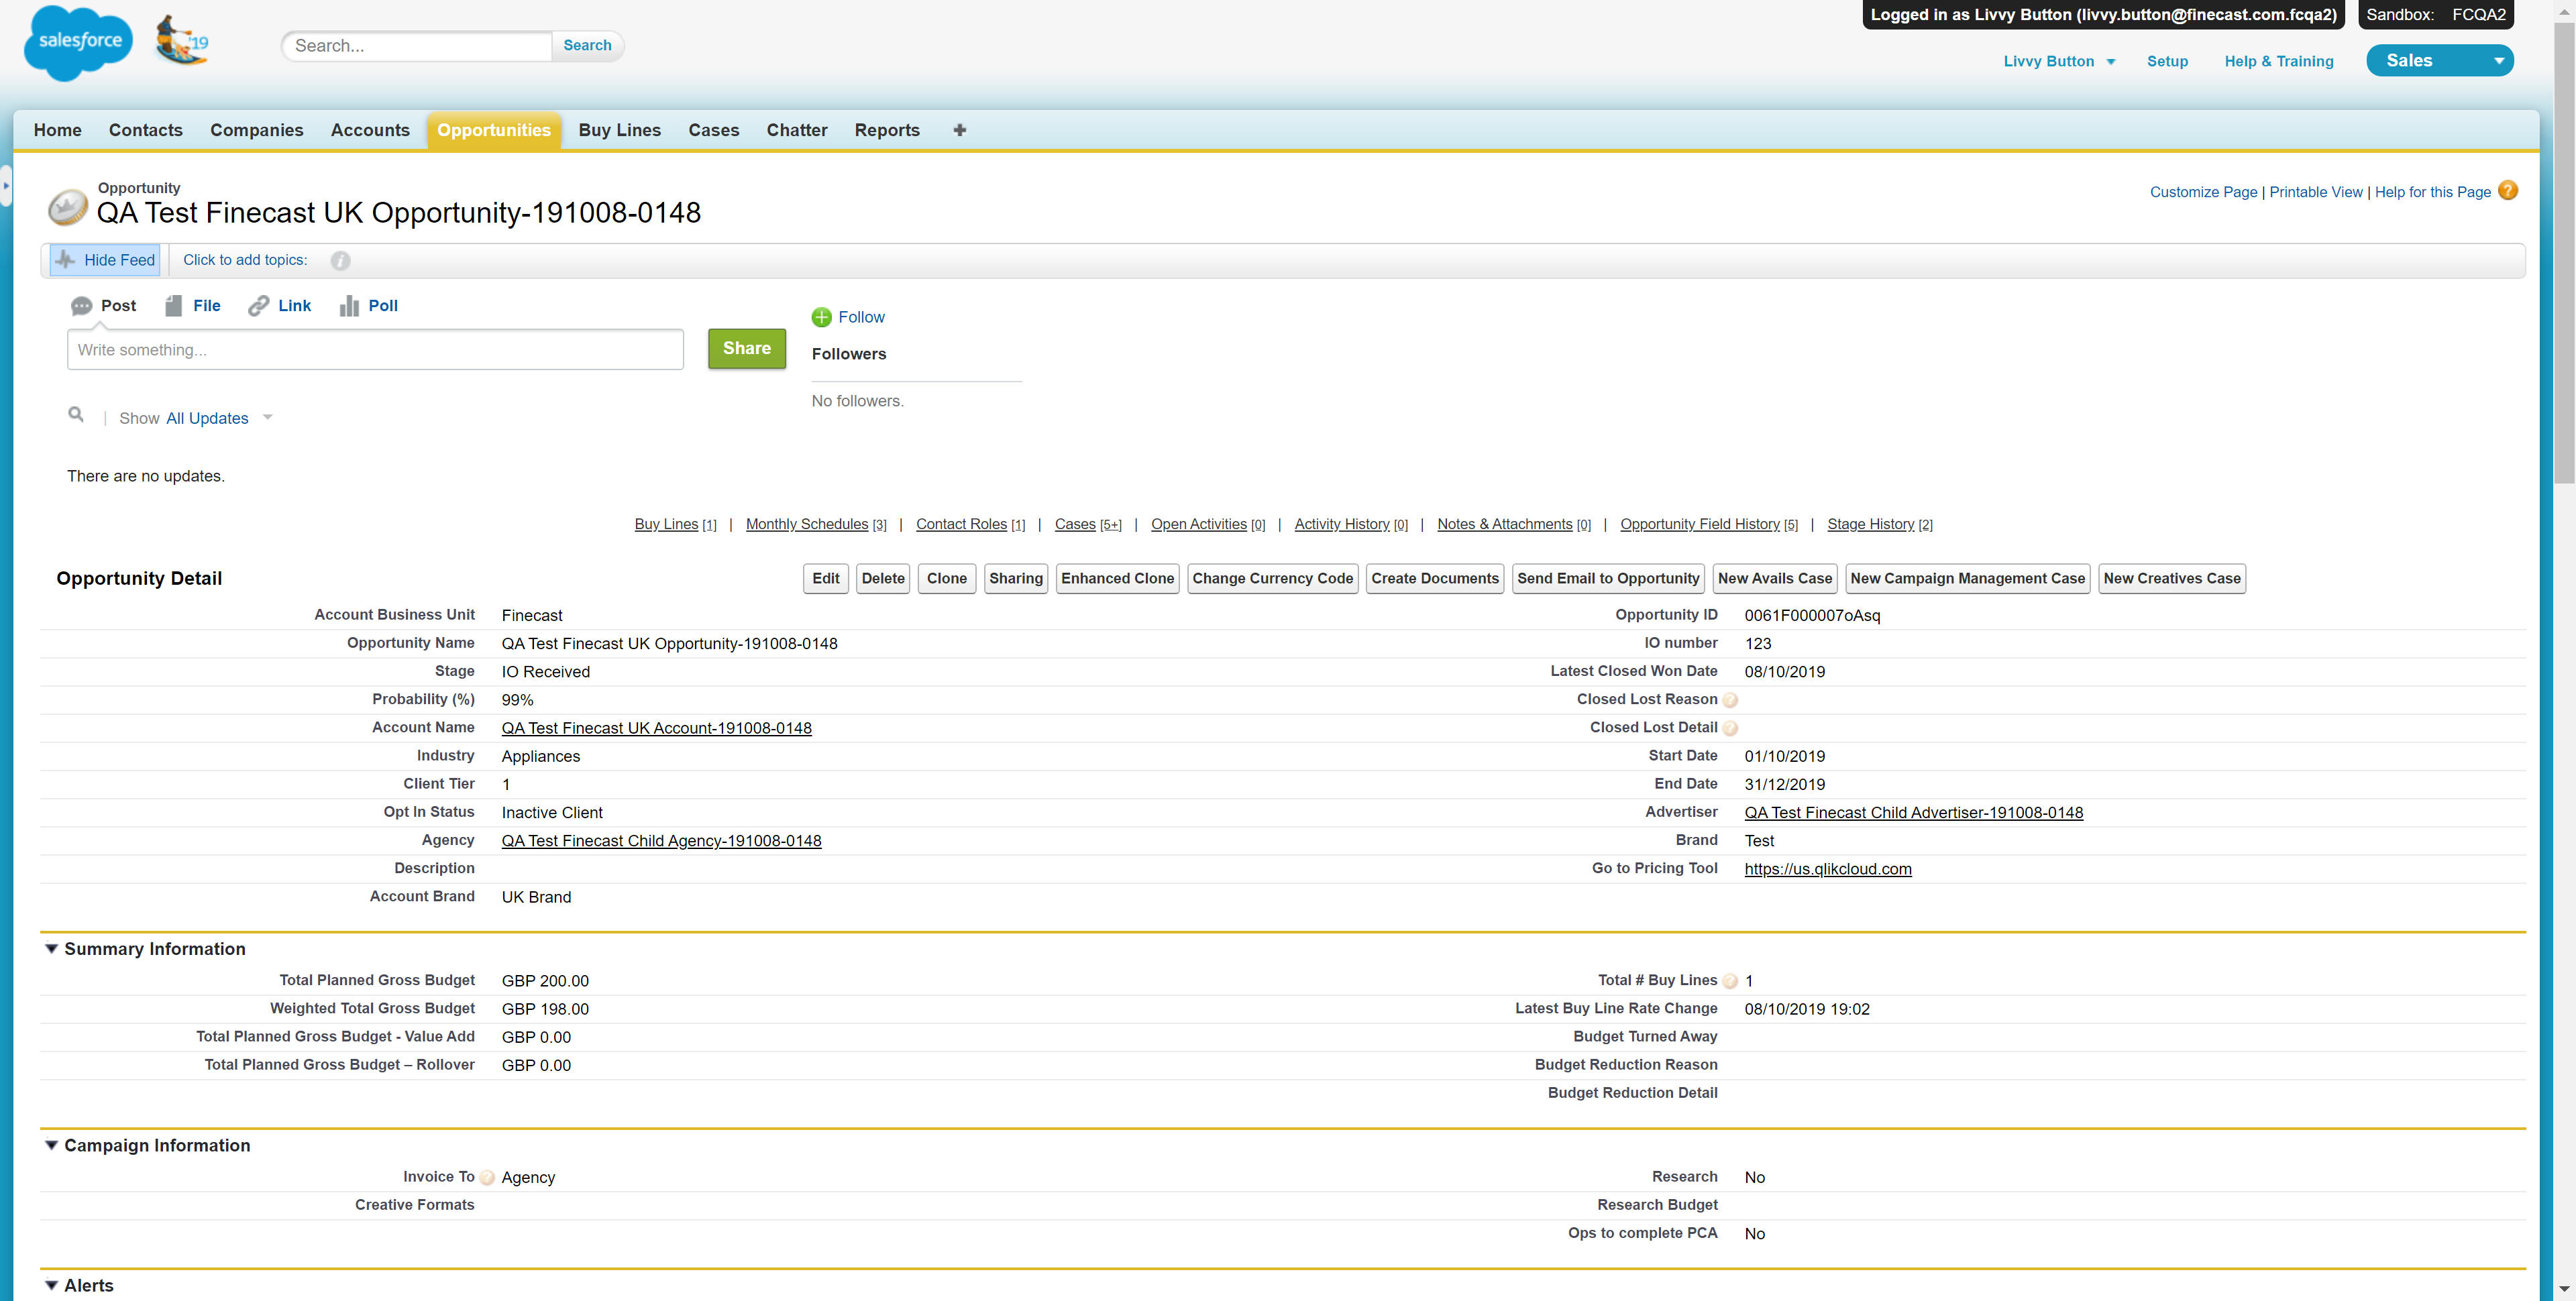 Logged in as Livvy Button (livvy.button@finecast.com.fcqa2) Sandbox: FCQA2
salesforce '19 Search... Search
Livvy Button Setup Help & Training Sales
Home Contacts Companies Accounts Opportunities Buy Lines Cases Chatter Reports
Opportunity
QA Test Finecast UK Opportunity-191008-0148
Customize Page | Printable View | Help for this Page
Hide Feed Click to add topics:
Post File Link Poll
Follow
Write something... Share
Followers
No followers.
Show All Updates
There are no updates.
Buy Lines [1] | Monthly Schedules [3] | Contact Roles [1] | Cases [5+] | Open Activities [0] | Activity History [0] | Notes & Attachments [0] | Opportunity Field History [5] | Stage History [2]
Opportunity Detail Edit Delete Clone Sharing Enhanced Clone Change Currency Code Create Documents Send Email to Opportunity New Avails Case New Campaign Management Case New Creatives Case
Account Business Unit Finecast Opportunity ID 0061F000007oAsq
Opportunity Name QA Test Finecast UK Opportunity-191008-0148 IO number 123
Stage IO Received Latest Closed Won Date 08/10/2019
Probability (%) 99% Closed Lost Reason
Account Name QA Test Finecast UK Account-191008-0148 Closed Lost Detail
Industry Appliances Start Date 01/10/2019
Client Tier 1 End Date 31/12/2019
Opt In Status Inactive Client Advertiser QA Test Finecast Child Advertiser-191008-0148
Agency QA Test Finecast Child Agency-191008-0148 Brand Test
Description Go to Pricing Tool https://us.qlikcloud.com
Account Brand UK Brand
Summary Information
Total Planned Gross Budget GBP 200.00 Total # Buy Lines 1
Weighted Total Gross Budget GBP 198.00 Latest Buy Line Rate Change 08/10/2019 19:02
Total Planned Gross Budget - Value Add GBP 0.00 Budget Turned Away
Total Planned Gross Budget – Rollover GBP 0.00 Budget Reduction Reason
Budget Reduction Detail
Campaign Information
Invoice To Agency Research No
Creative Formats Research Budget
Ops to complete PCA No
Alerts